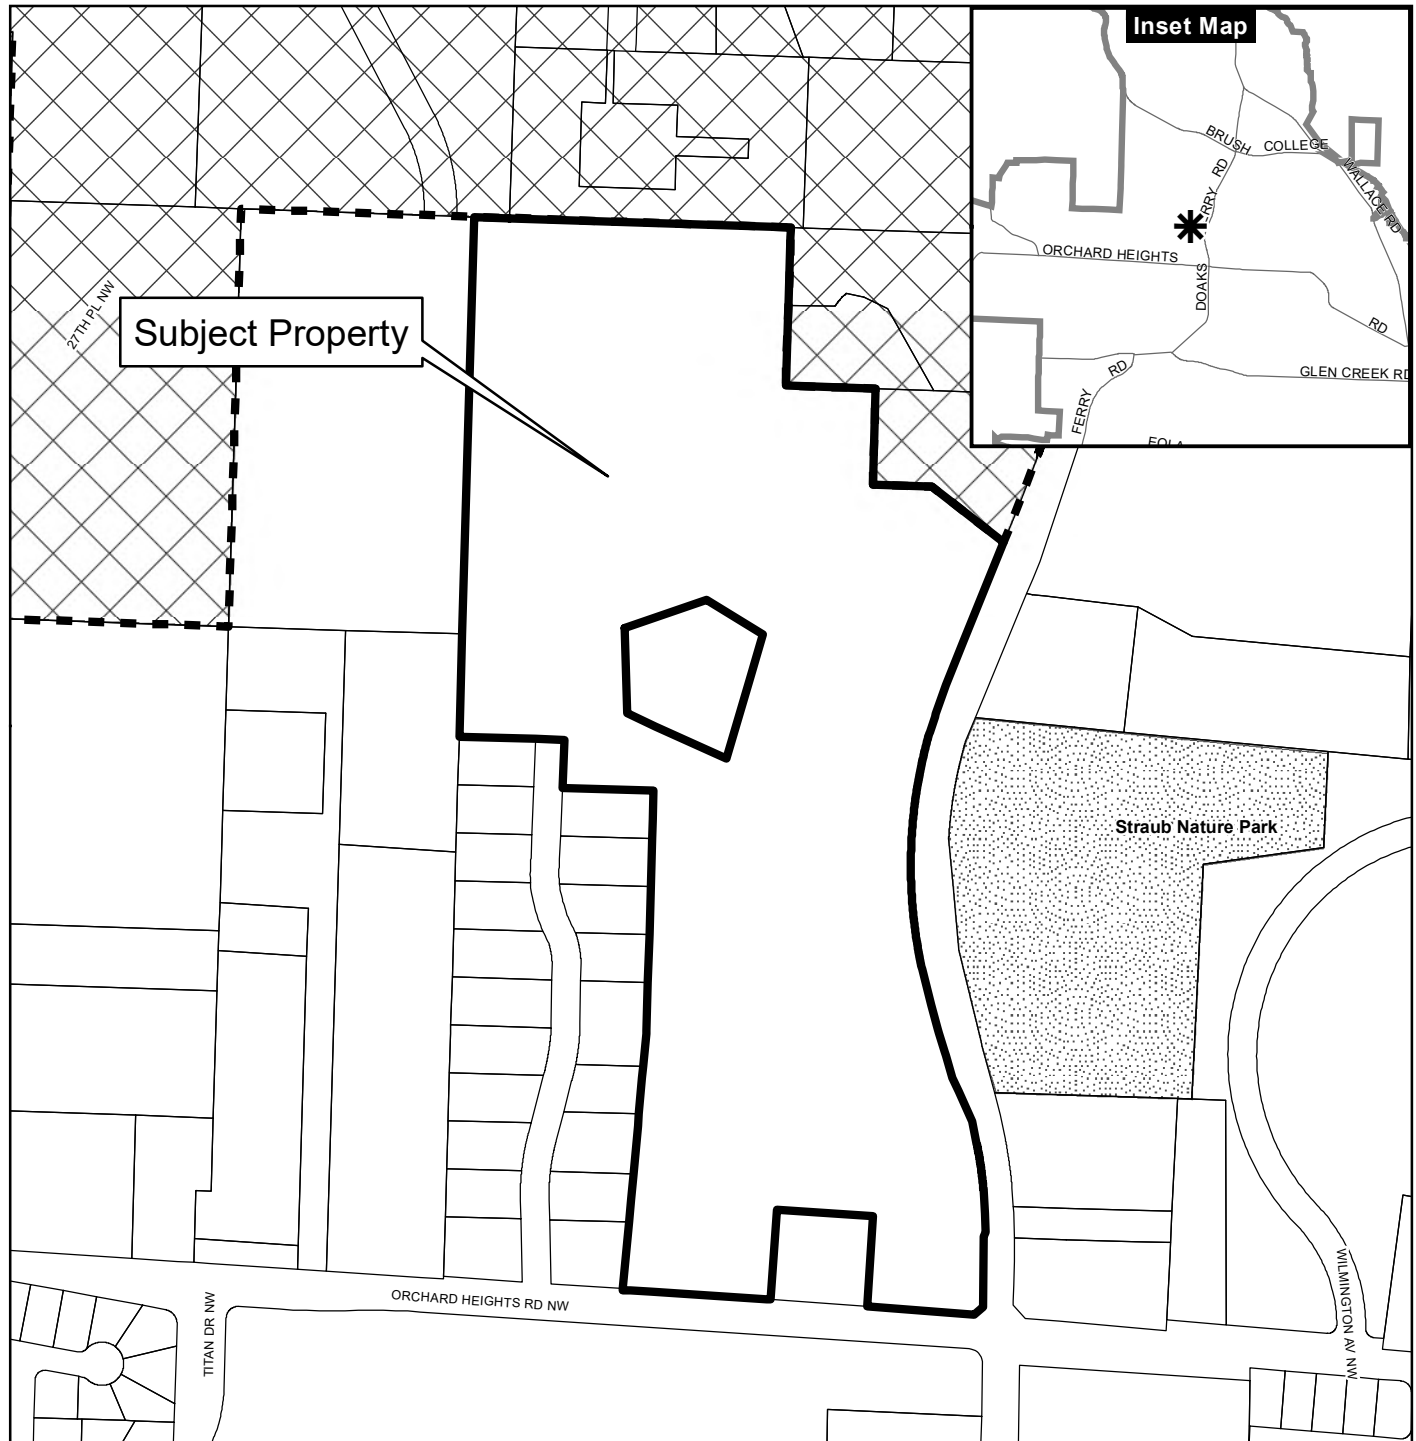 Inset Map
BRUSH COLLEGE
WALLACE RD
RD
ORCHARD HEIGHTS
DOAKS
RD
RD
GLEN CREEK RD
FERRY
27TH PL NW
Subject Property
Straub Nature Park
ORCHARD HEIGHTS RD NW
TITAN DR NW
WILMINGTON AV NW